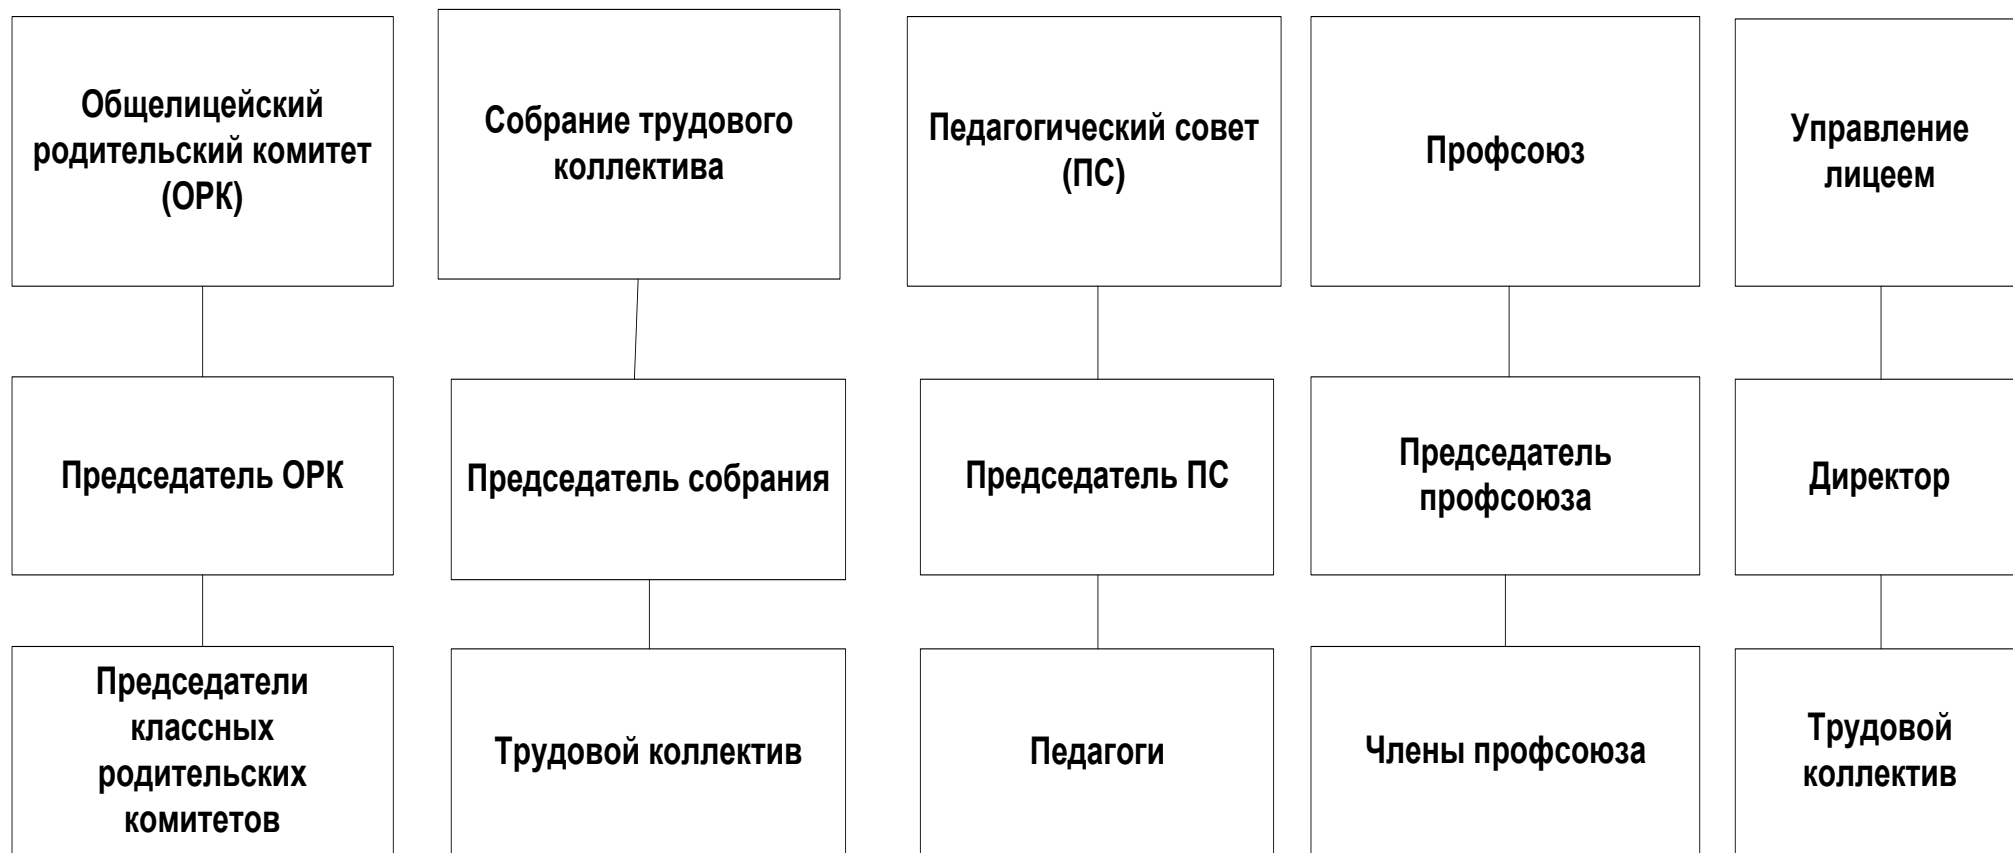 Общелицейский
родительский комитет
(ОРК)
Собрание трудового
коллектива
Педагогический совет
(ПС)
Профсоюз
Управление
лицеем
Председатель ОРК
Председатель собрания
Председатель ПС
Председатель
профсоюза
Директор
Председатели
классных
родительских
комитетов
Трудовой коллектив
Педагоги
Члены профсоюза
Трудовой
коллектив